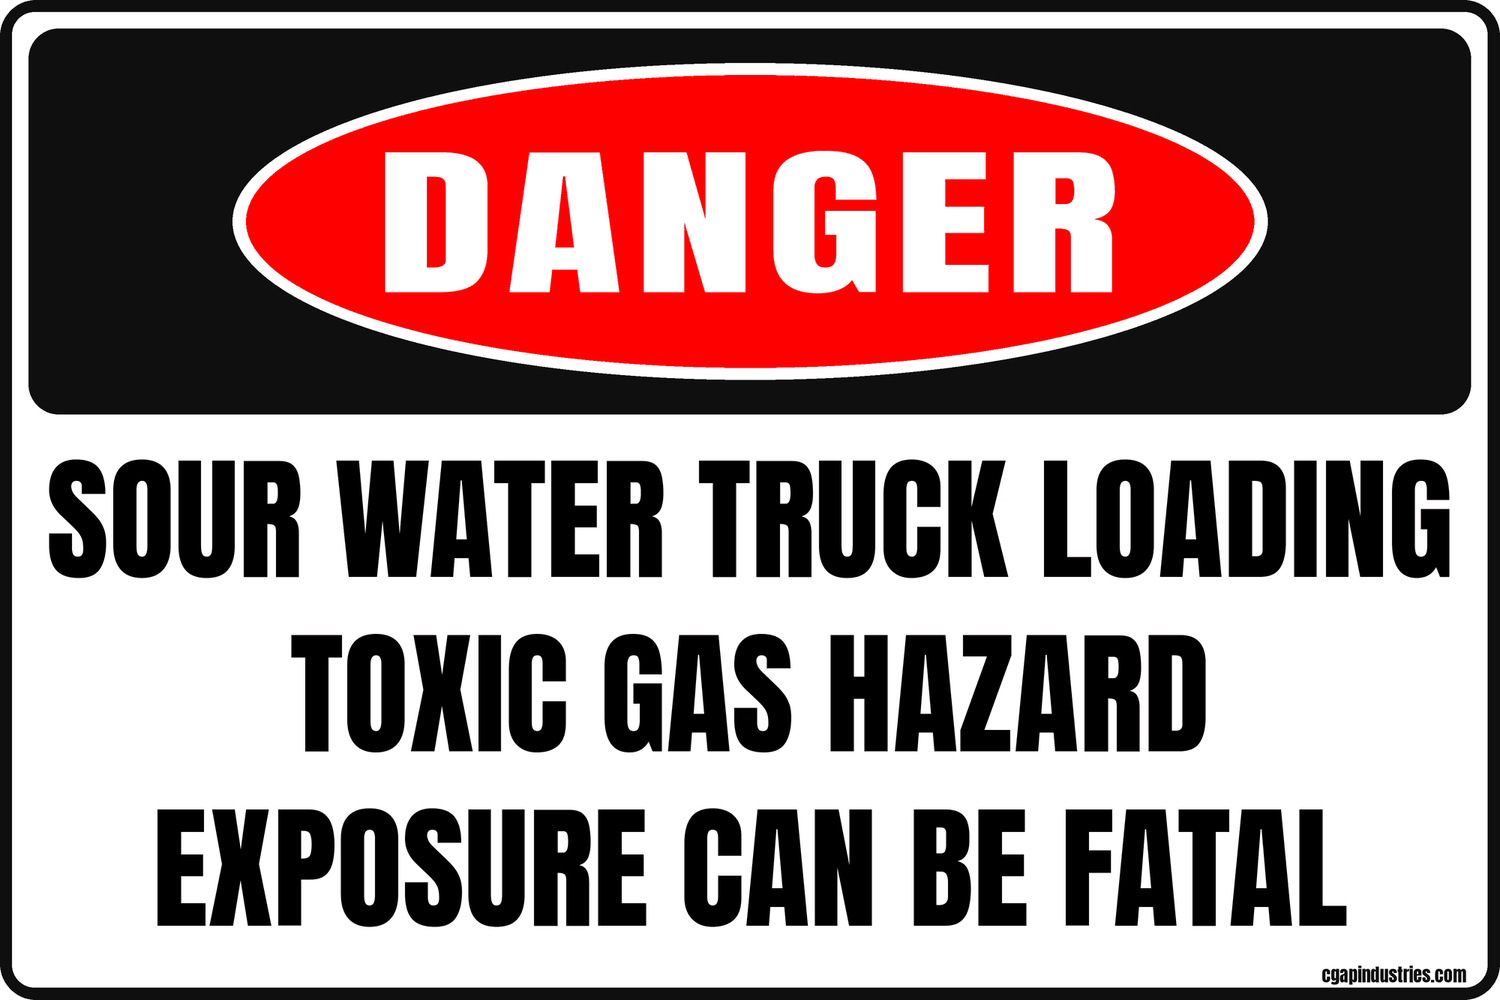 DANGER
SOUR WATER TRUCK LOADING
TOXIC GAS HAZARD
EXPOSURE CAN BE FATAL
cgapindustries.com